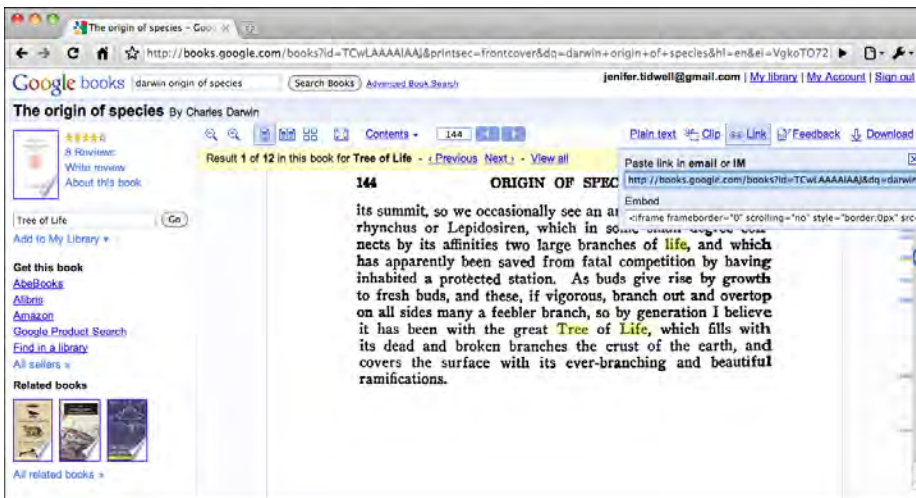 The origin of species - Goo
http://books.google.com/books?id=TCwLAAAAIAAJ&printsec=frontcover&dq=darwin+origin+of+species&hl=en&ei=VgkoTO72
Google books darwin origin of species Search Books Advanced Book Search jenifer.tidwell@gmail.com | My library | My Account | Sign out
The origin of species By Charles Darwin
8 Reviews
Write review
About this book
Contents 144 Plain text Clip Link Feedback Download
Result 1 of 12 in this book for Tree of Life - ‹ Previous Next › - View all
Paste link in email or IM
http://books.google.com/books?id=TCwLAAAAIAAJ&dq=darwin
Embed
<iframe frameborder="0" scrolling="no" style="border:0px" src=
Tree of Life Go
Add to My Library
Get this book
AbeBooks
Alibris
Amazon
Google Product Search
Find in a library
All sellers »
Related books
All related books »
144 ORIGIN OF SPEC
its summit, so we occasionally see an a
rhynchus or Lepidosiren, which in some small degree con-
nects by its affinities two large branches of life, and which
has apparently been saved from fatal competition by having
inhabited a protected station. As buds give rise by growth
to fresh buds, and these, if vigorous, branch out and overtop
on all sides many a feebler branch, so by generation I believe
it has been with the great Tree of Life, which fills with
its dead and broken branches the crust of the earth, and
covers the surface with its ever-branching and beautiful
ramifications.